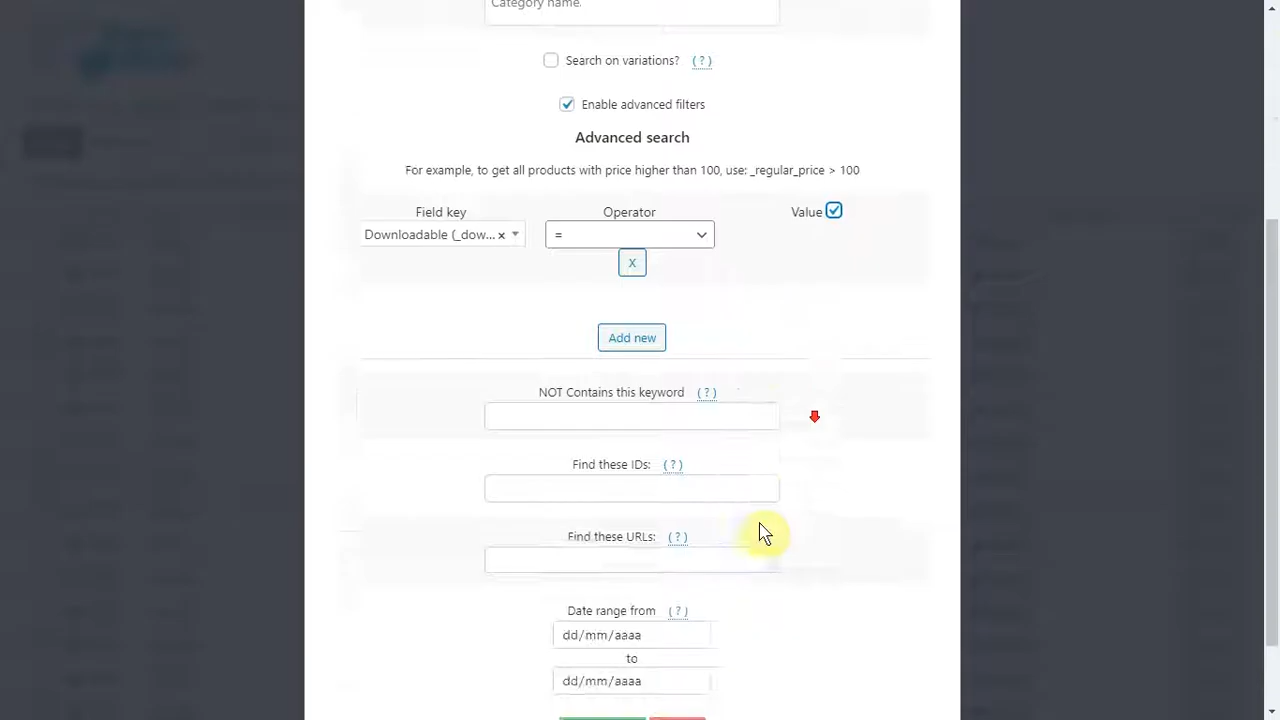 Category name.
Search on variations? ( ? )
Enable advanced filters
Advanced search
For example, to get all products with price higher than 100, use: _regular_price > 100
Field key Operator Value
Downloadable (_dow... × =
X
Add new
NOT Contains this keyword ( ? )
Find these IDs: ( ? )
Find these URLs: ( ? )
Date range from ( ? )
dd/mm/aaaa
to
dd/mm/aaaa